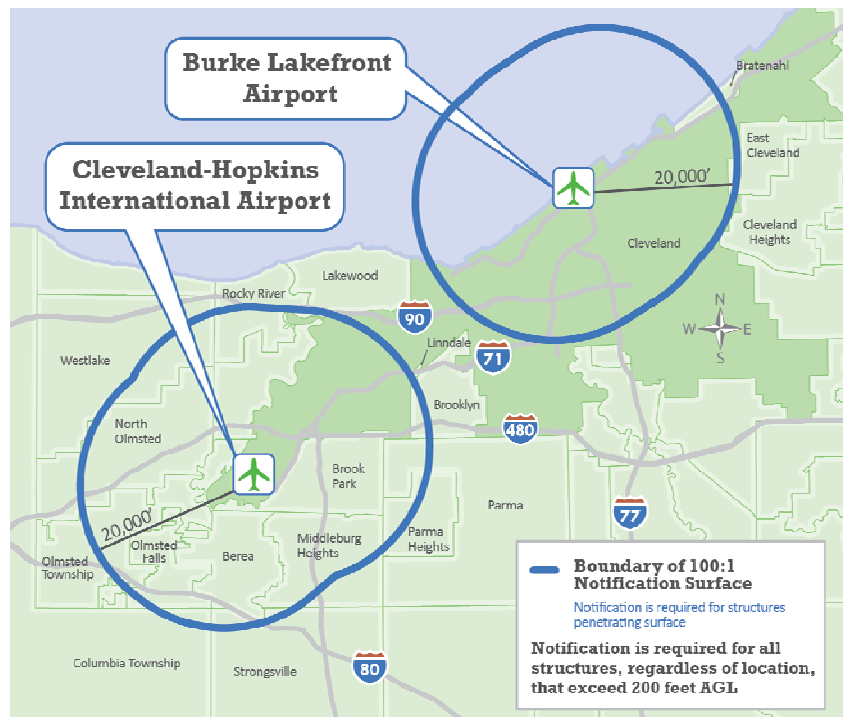 Burke Lakefront
Airport
Bratenahl
Cleveland-Hopkins
International Airport
East
Cleveland
20,000'
Cleveland
Heights
Cleveland
Lakewood
Rocky River
90
N
W
E
S
Linndale
71
Westlake
Brooklyn
North
Olmsted
480
Brook
Park
Parma
77
20,000'
Olmsted
Falls
Middleburg
Heights
Parma
Heights
Berea
Olmsted
Township
Boundary of 100:1
Notification Surface
Notification is required for structures
penetrating surface
Notification is required for all
structures, regardless of location,
that exceed 200 feet AGL
Columbia Township
Strongsville
80